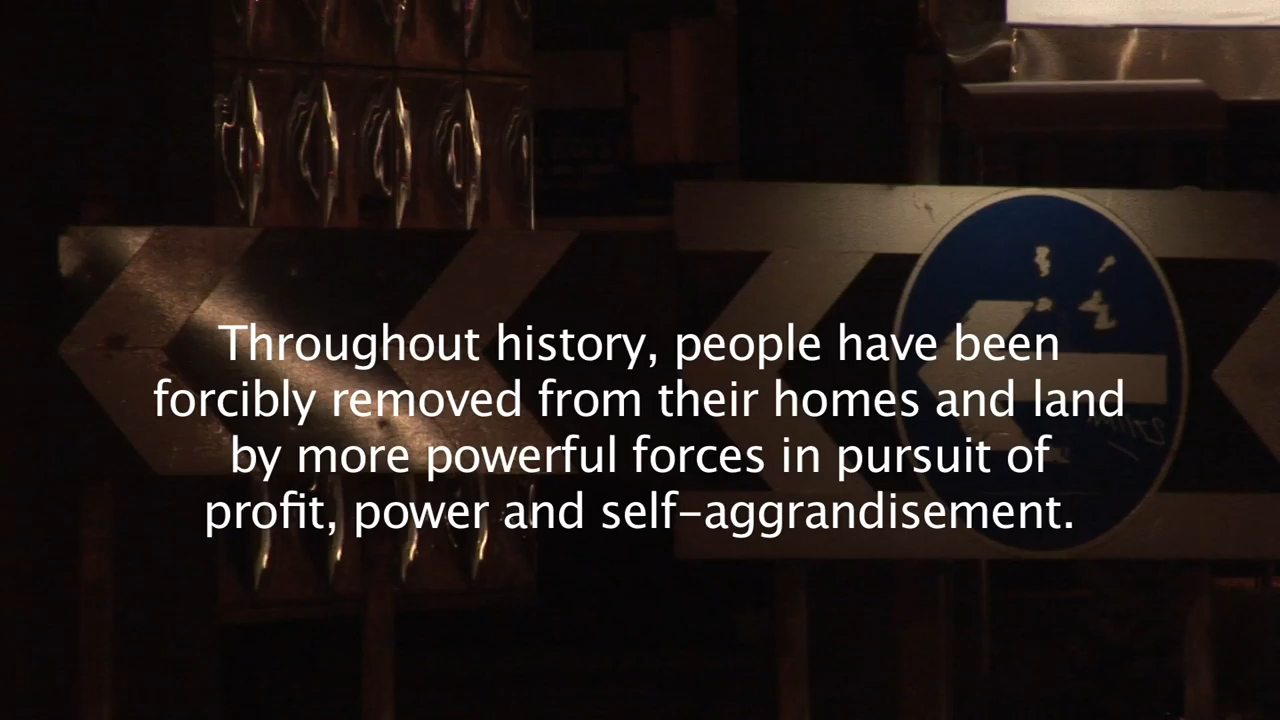 Throughout history, people have been
forcibly removed from their homes and land
by more powerful forces in pursuit of
profit, power and self-aggrandisement.